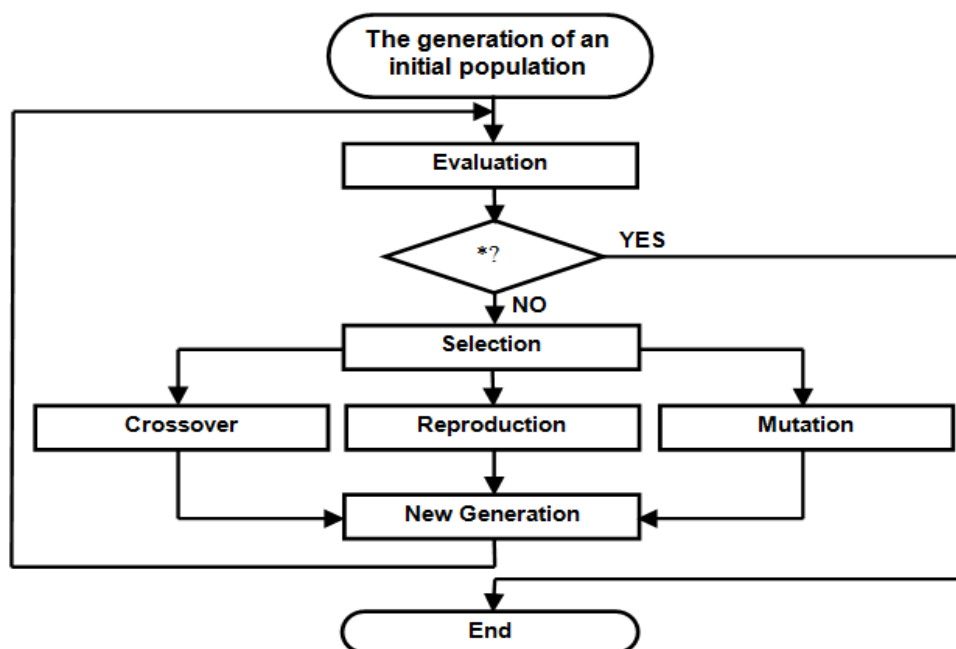 The generation of an
initial population
Evaluation
*?
YES
NO
Selection
Crossover
Reproduction
Mutation
New Generation
End